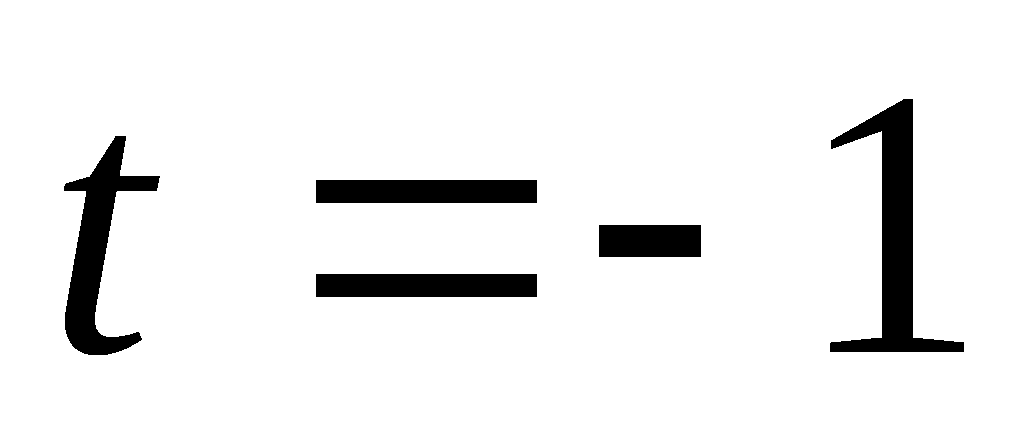 t = - 1